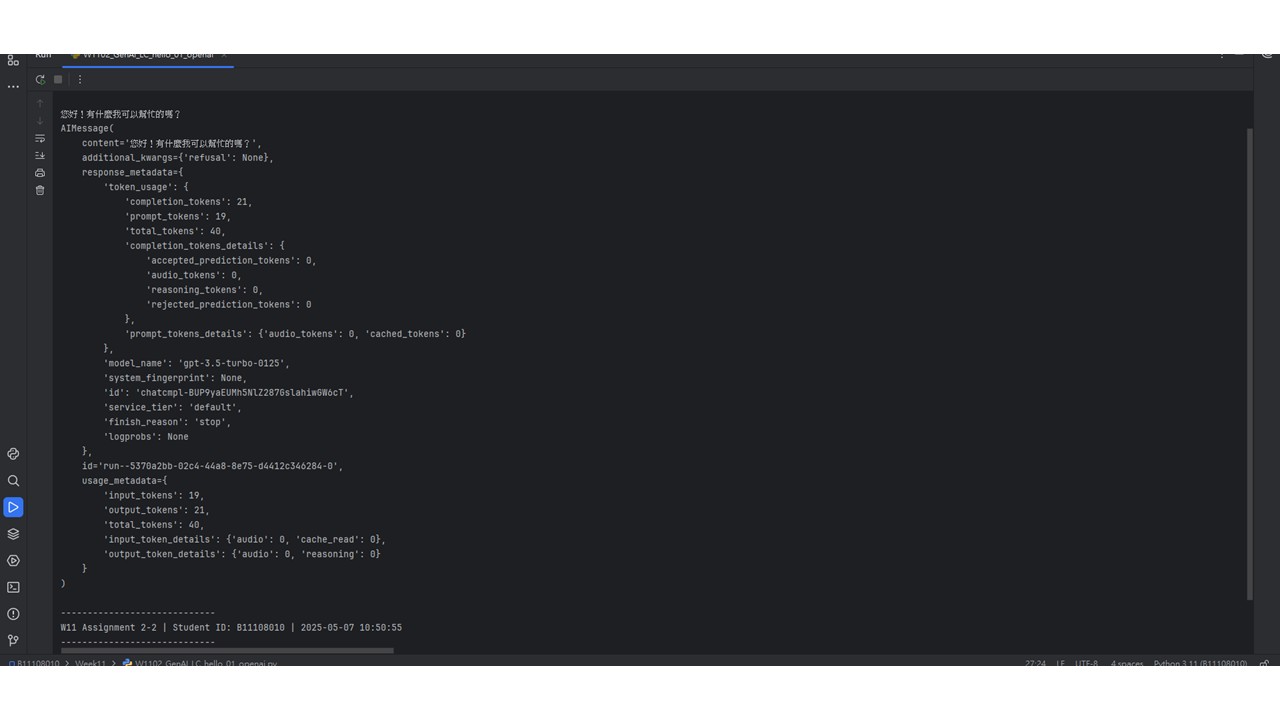 Run W1102_GenAI_LC_hello_01_openai ×
您好！有什麼我可以幫忙的嗎？
AIMessage(
    content='您好！有什麼我可以幫忙的嗎？',
    additional_kwargs={'refusal': None},
    response_metadata={
        'token_usage': {
            'completion_tokens': 21,
            'prompt_tokens': 19,
            'total_tokens': 40,
            'completion_tokens_details': {
                'accepted_prediction_tokens': 0,
                'audio_tokens': 0,
                'reasoning_tokens': 0,
                'rejected_prediction_tokens': 0
            },
            'prompt_tokens_details': {'audio_tokens': 0, 'cached_tokens': 0}
        },
        'model_name': 'gpt-3.5-turbo-0125',
        'system_fingerprint': None,
        'id': 'chatcmpl-BUP9yaEUMh5NlZ287GslahiwGW6cT',
        'service_tier': 'default',
        'finish_reason': 'stop',
        'logprobs': None
    },
    id='run--5370a2bb-02c4-44a8-8e75-d4412c346284-0',
    usage_metadata={
        'input_tokens': 19,
        'output_tokens': 21,
        'total_tokens': 40,
        'input_token_details': {'audio': 0, 'cache_read': 0},
        'output_token_details': {'audio': 0, 'reasoning': 0}
    }
)
-----------------------------
W11 Assignment 2-2 | Student ID: B11108010 | 2025-05-07 10:50:55
-----------------------------
B11108010 > Week11 > W1102_GenAI_LC_hello_01_openai.py 27:24 LF UTF-8 4 spaces Python 3.11 (B11108010)